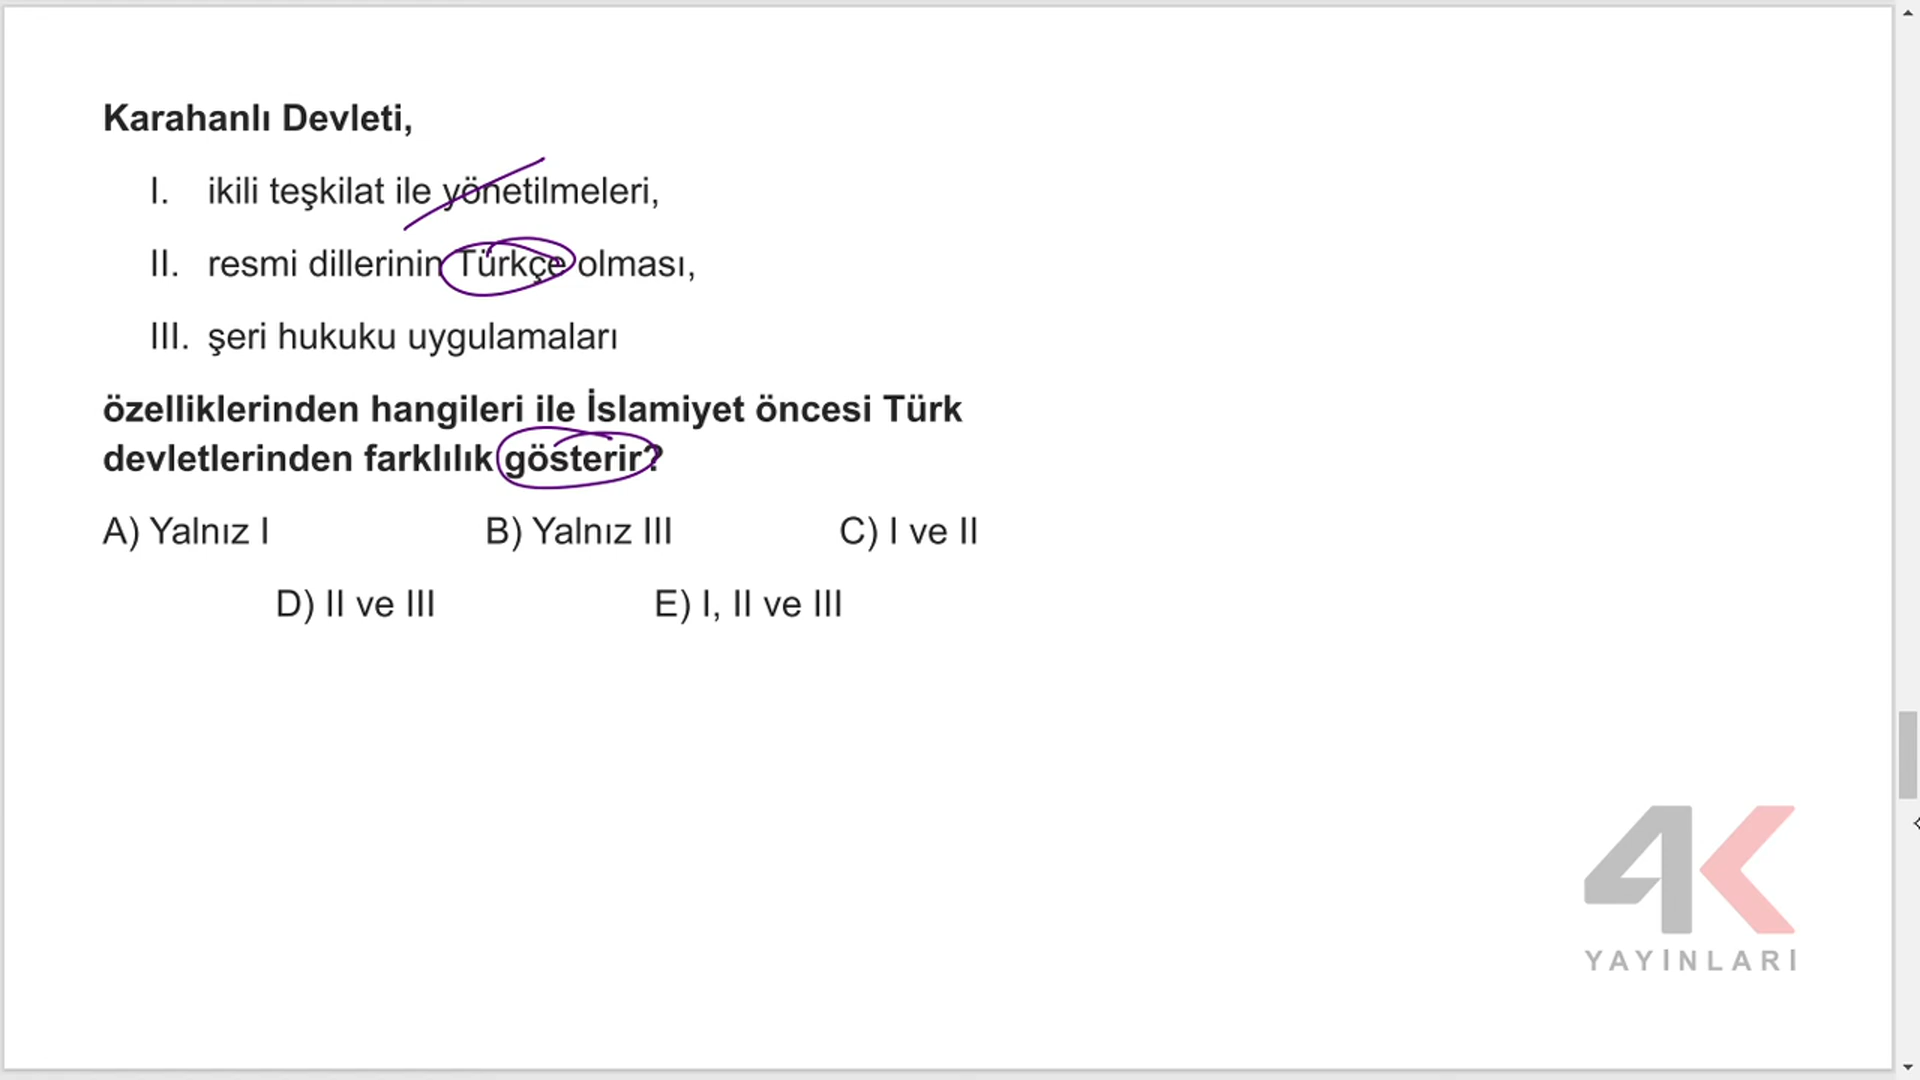 Karahanlı Devleti,
I. ikili teşkilat ile yönetilmeleri,
II. resmi dillerinin Türkçe olması,
III. şeri hukuku uygulamaları
özelliklerinden hangileri ile İslamiyet öncesi Türk
devletlerinden farklılık gösterir?
A) Yalnız I B) Yalnız III C) I ve II
D) II ve III E) I, II ve III
4K
YAYINLARI